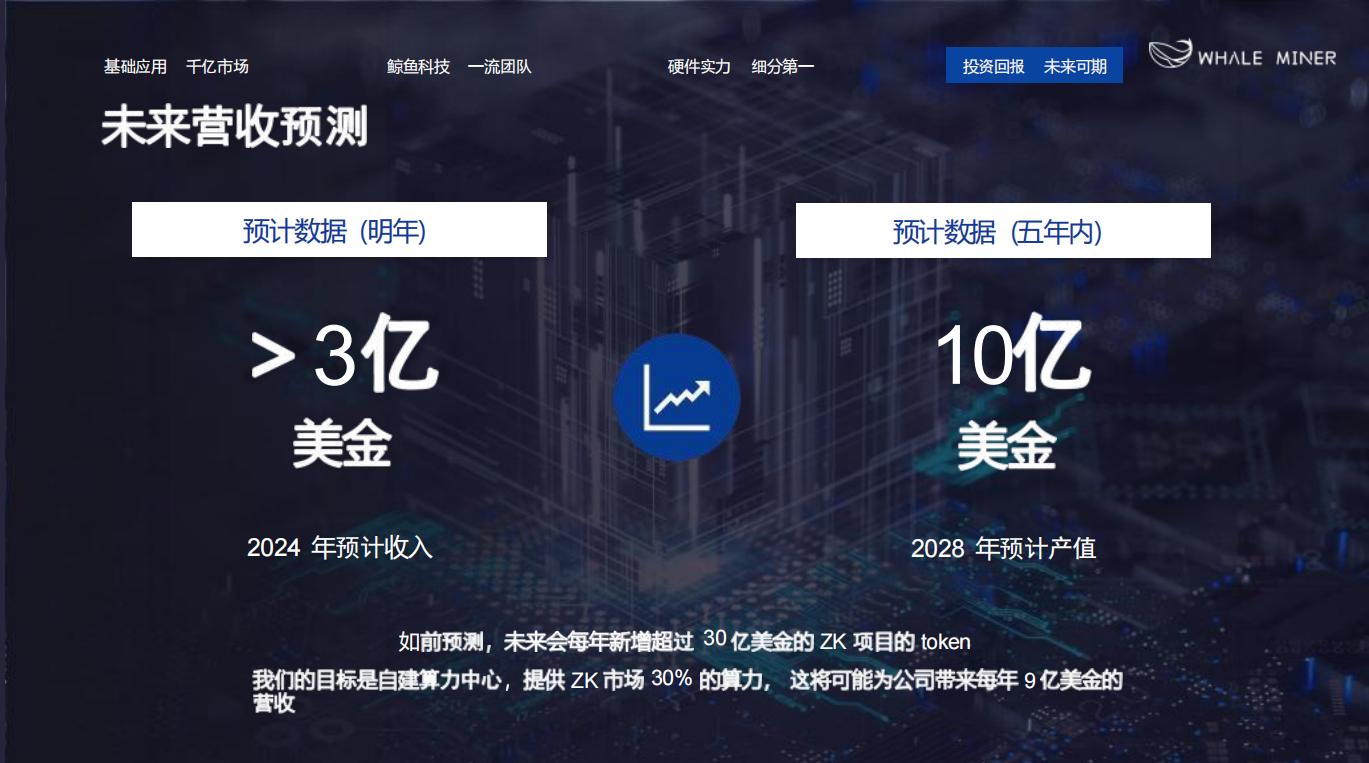 基础应用 千亿市场
鲸鱼科技 一流团队
硬件实力 细分第一
投资回报 未来可期
WHALE MINER
未来营收预测
预计数据 (明年)
预计数据 (五年内)
> 3亿
美金
10亿
美金
2024 年预计收入
2028 年预计产值
如前预测，未来会每年新增超过 30 亿美金的 ZK 项目的 token
我们的目标是自建算力中心，提供 ZK 市场 30% 的算力， 这将可能为公司带来每年 9 亿美金的
营收